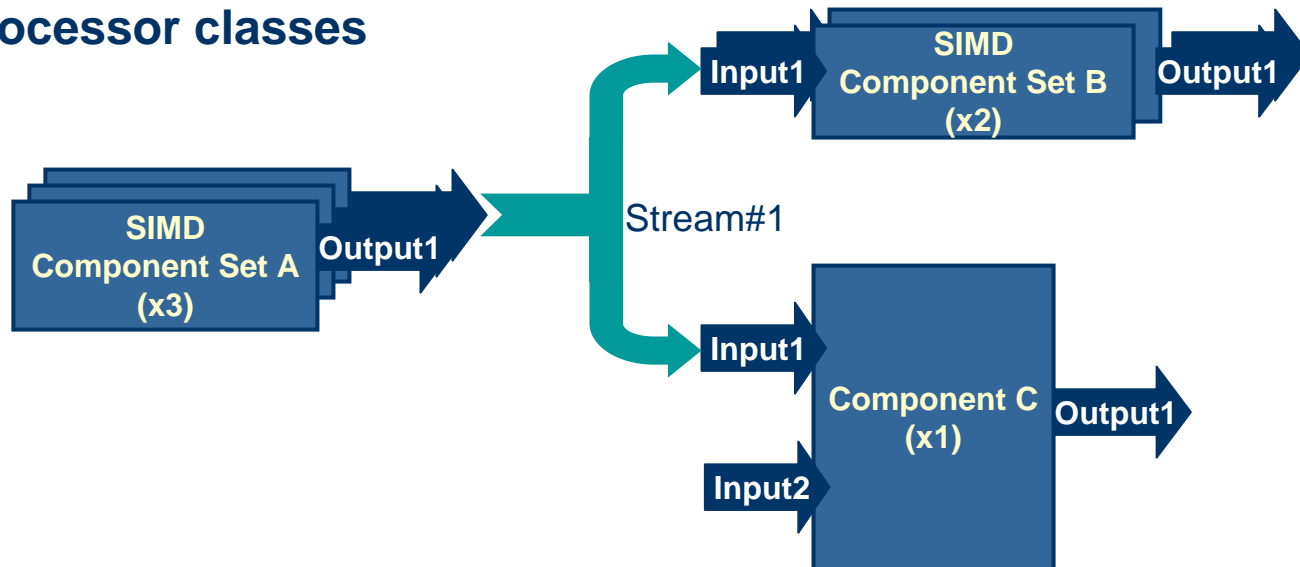 ocessor classes
SIMD
Component Set B
(x2)
Input1
Output1
SIMD
Component Set A
(x3)
Output1
Stream#1
Input1
Component C
(x1)
Output1
Input2